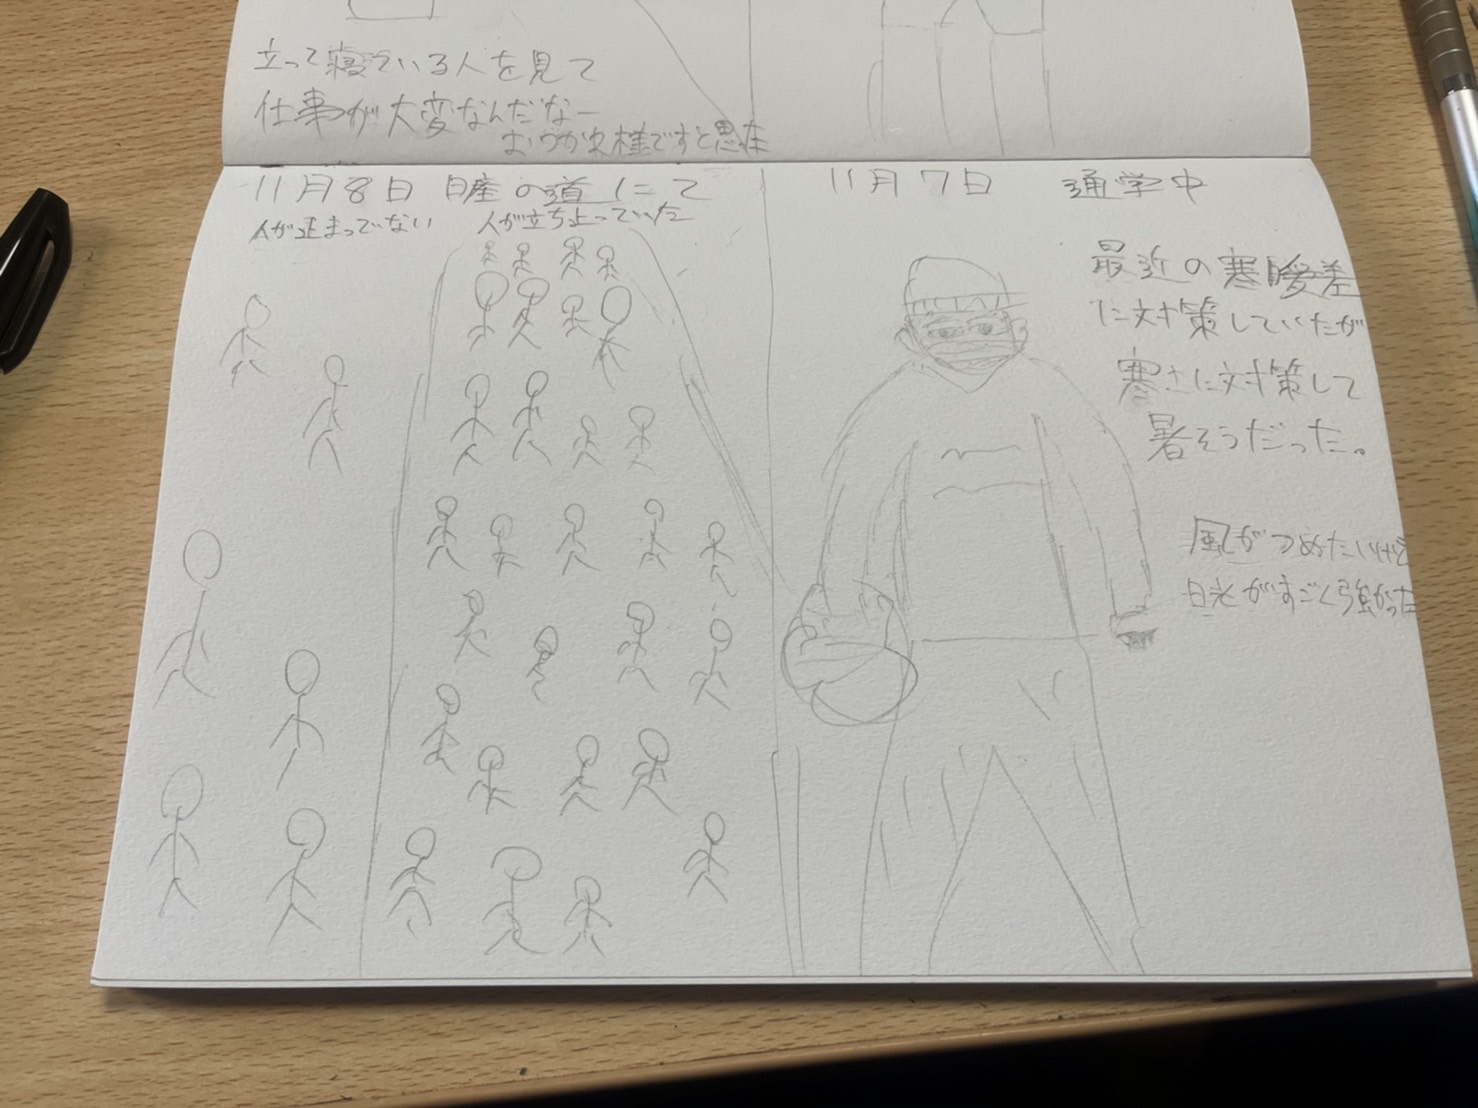 立って寝ている人を見て
仕事が大変なんだなー
おつかれ様ですと思った
11月8日 日産の道にて
人が止まってない 人が立ち止っていた
11月7日 通学中
最近の寒暖差
に対策していたが
寒さに対策して
暑そうだった。
風がつめたいけど
日光がすごく強かった